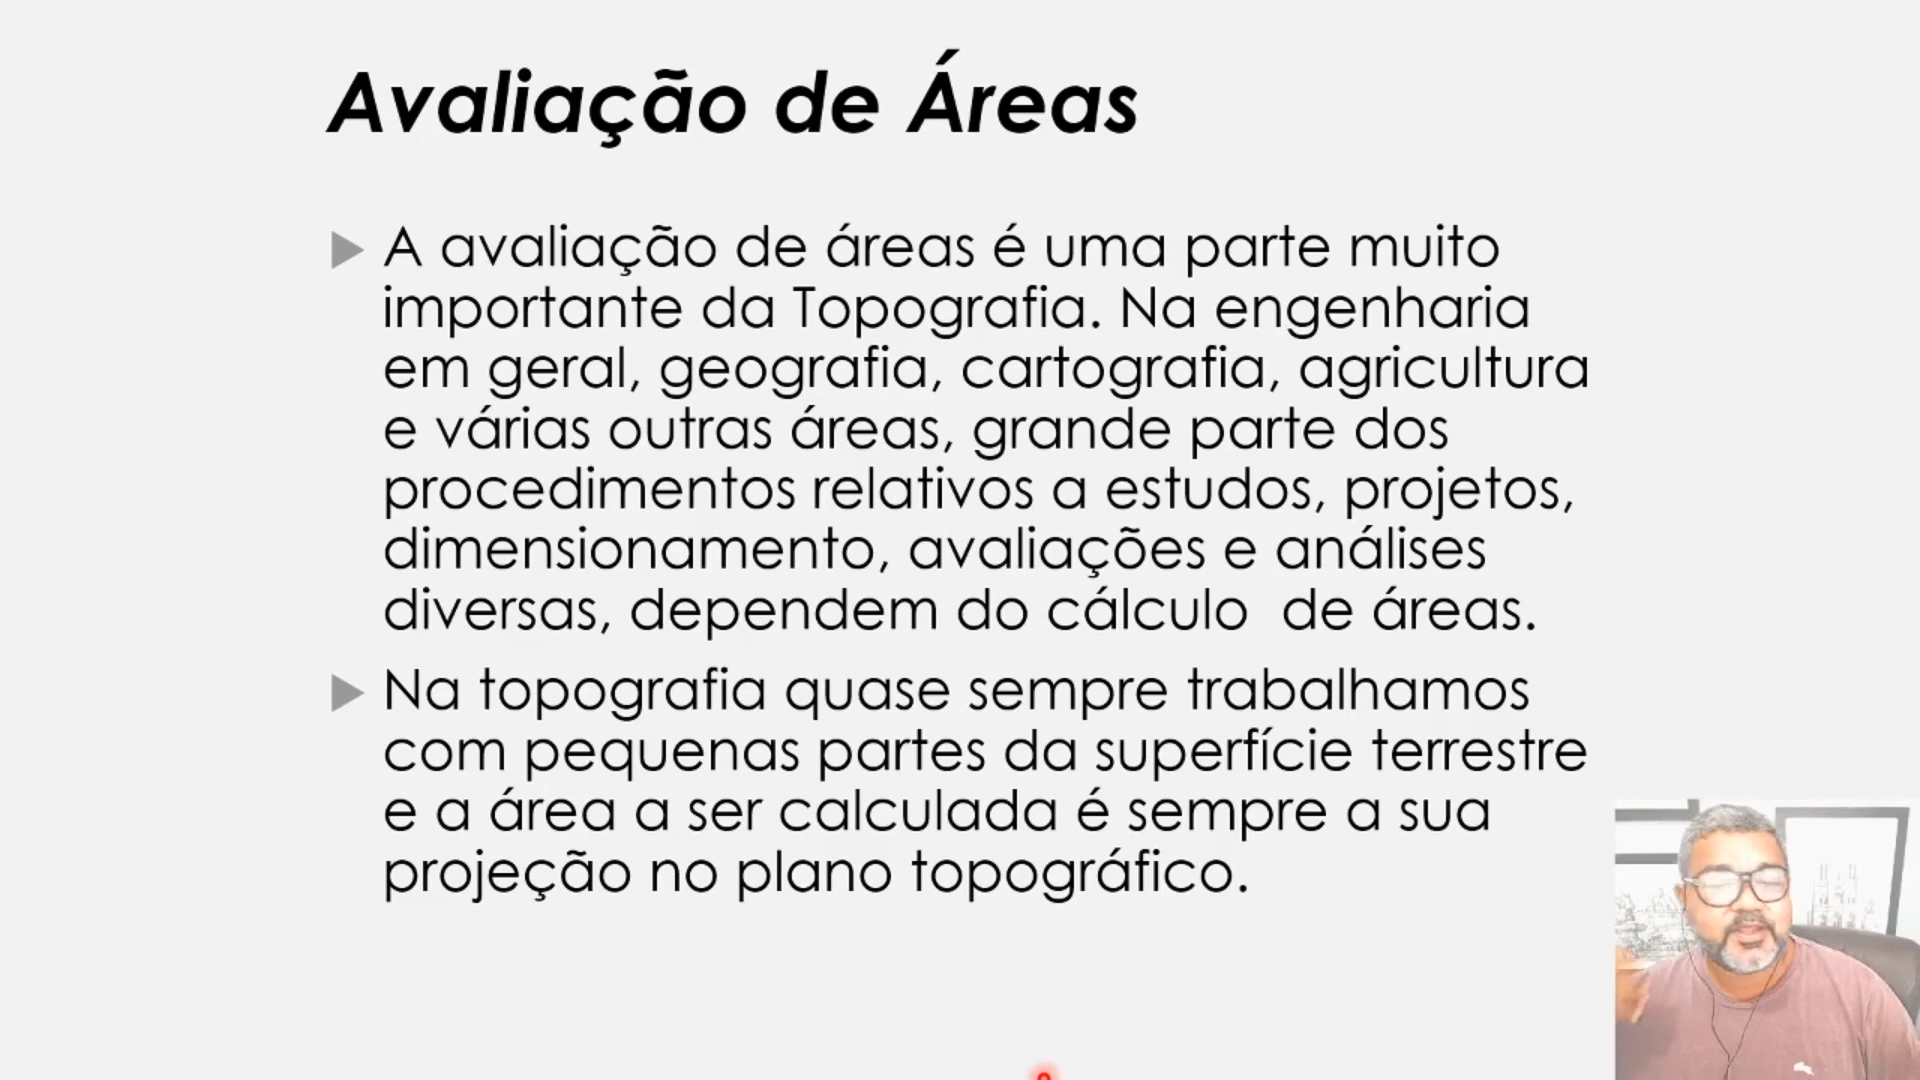 Avaliação de Áreas
A avaliação de áreas é uma parte muito
importante da Topografia. Na engenharia
em geral, geografia, cartografia, agricultura
e várias outras áreas, grande parte dos
procedimentos relativos a estudos, projetos,
dimensionamento, avaliações e análises
diversas, dependem do cálculo  de áreas.
Na topografia quase sempre trabalhamos
com pequenas partes da superfície terrestre
e a área a ser calculada é sempre a sua
projeção no plano topográfico.